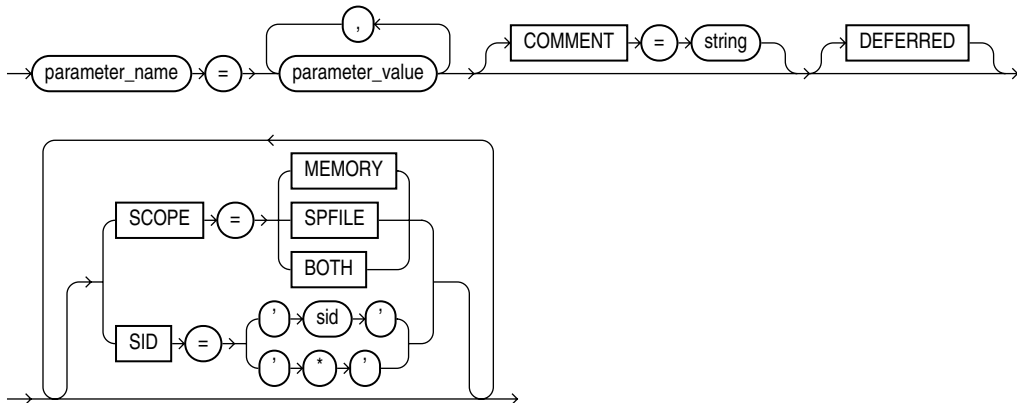 ,
parameter_name = parameter_value COMMENT = string DEFERRED
MEMORY
SCOPE = SPFILE
BOTH
' sid '
SID =
' * '